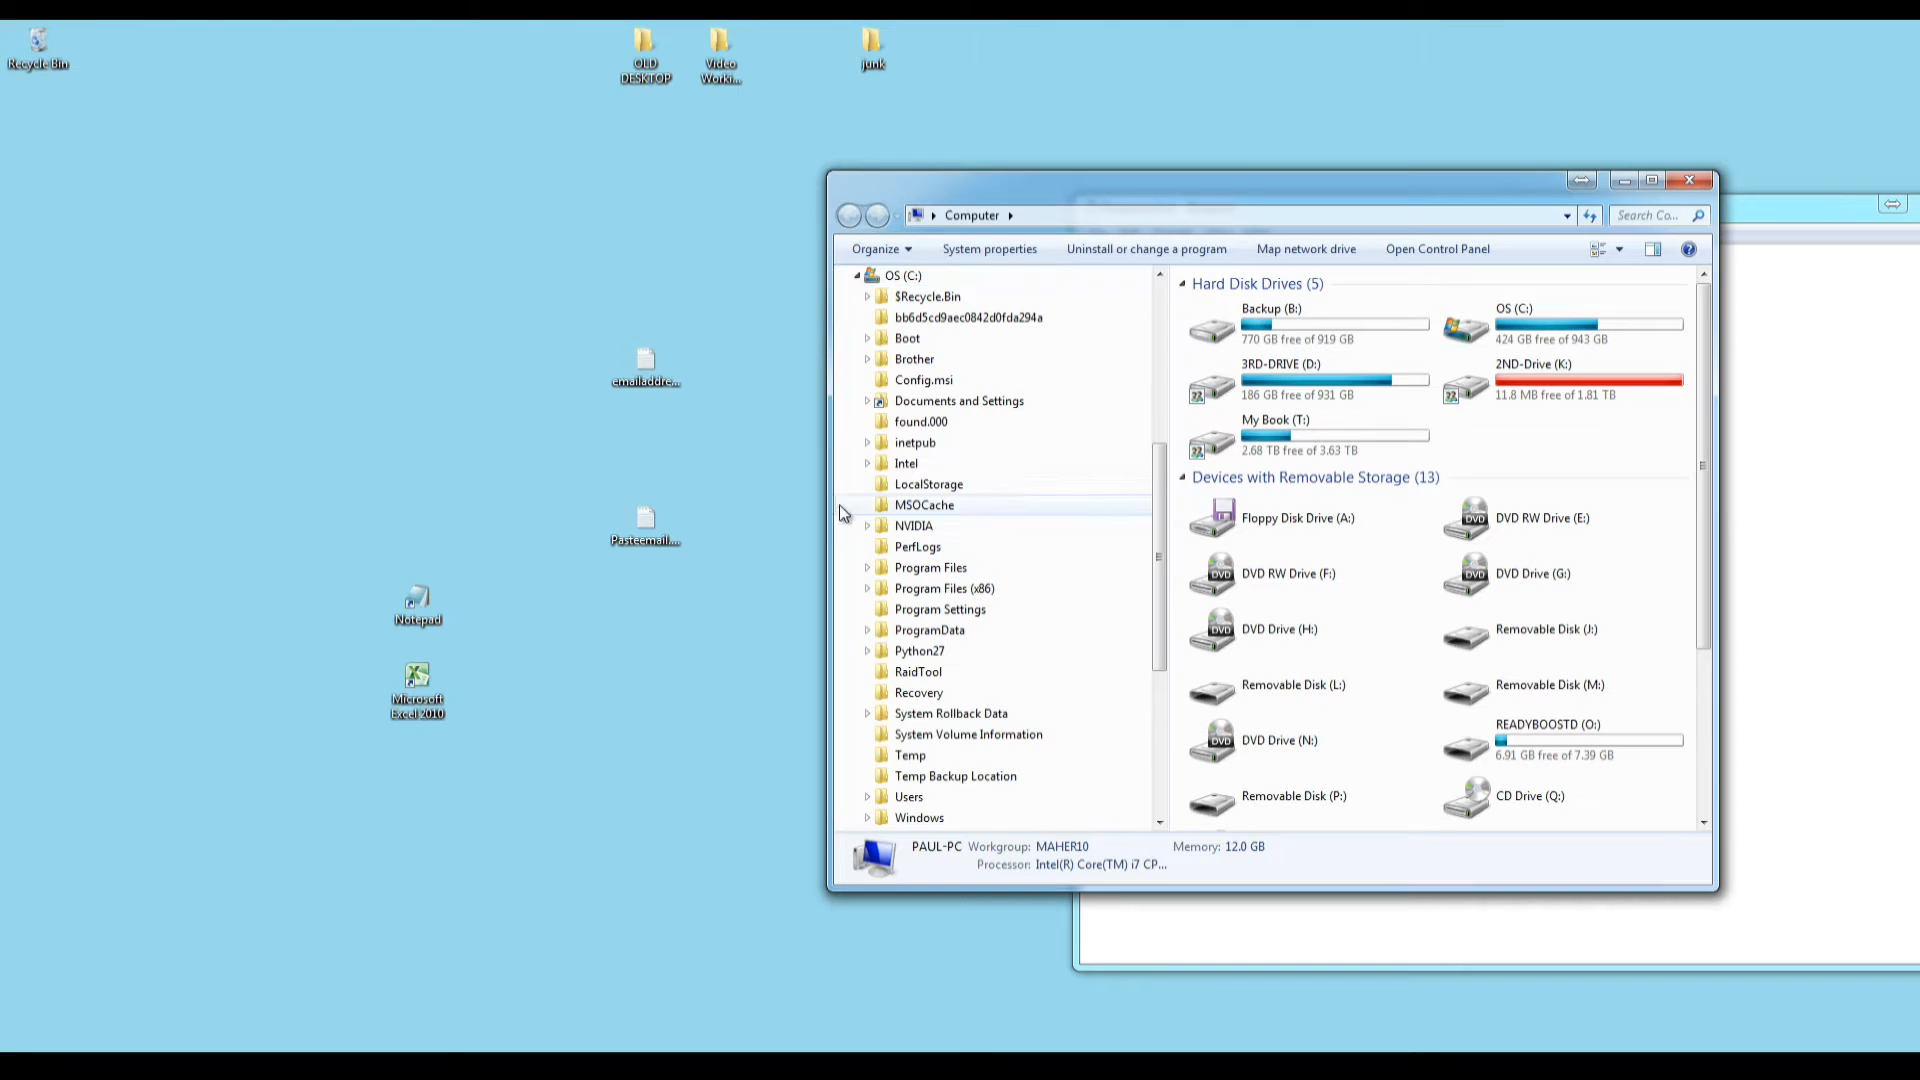 Recycle Bin
OLD
DESKTOP
Video
Worki...
junk
emailaddre...
Pasteemail....
Notepad
Microsoft
Excel 2010
Computer
Search Co...
Organize
System properties
Uninstall or change a program
Map network drive
Open Control Panel
OS (C:)
$Recycle.Bin
bb6d5cd9aec0842d0fda294a
Boot
Brother
Config.msi
Documents and Settings
found.000
inetpub
Intel
LocalStorage
MSOCache
NVIDIA
PerfLogs
Program Files
Program Files (x86)
Program Settings
ProgramData
Python27
RaidTool
Recovery
System Rollback Data
System Volume Information
Temp
Temp Backup Location
Users
Windows
Hard Disk Drives (5)
Backup (B:)
770 GB free of 919 GB
OS (C:)
424 GB free of 943 GB
3RD-DRIVE (D:)
186 GB free of 931 GB
2ND-Drive (K:)
11.8 MB free of 1.81 TB
My Book (T:)
2.68 TB free of 3.63 TB
Devices with Removable Storage (13)
Floppy Disk Drive (A:)
DVD RW Drive (E:)
DVD RW Drive (F:)
DVD Drive (G:)
DVD Drive (H:)
Removable Disk (J:)
Removable Disk (L:)
Removable Disk (M:)
DVD Drive (N:)
READYBOOSTD (O:)
6.91 GB free of 7.39 GB
Removable Disk (P:)
CD Drive (Q:)
PAUL-PC Workgroup: MAHER10 Memory: 12.0 GB
Processor: Intel(R) Core(TM) i7 CP...